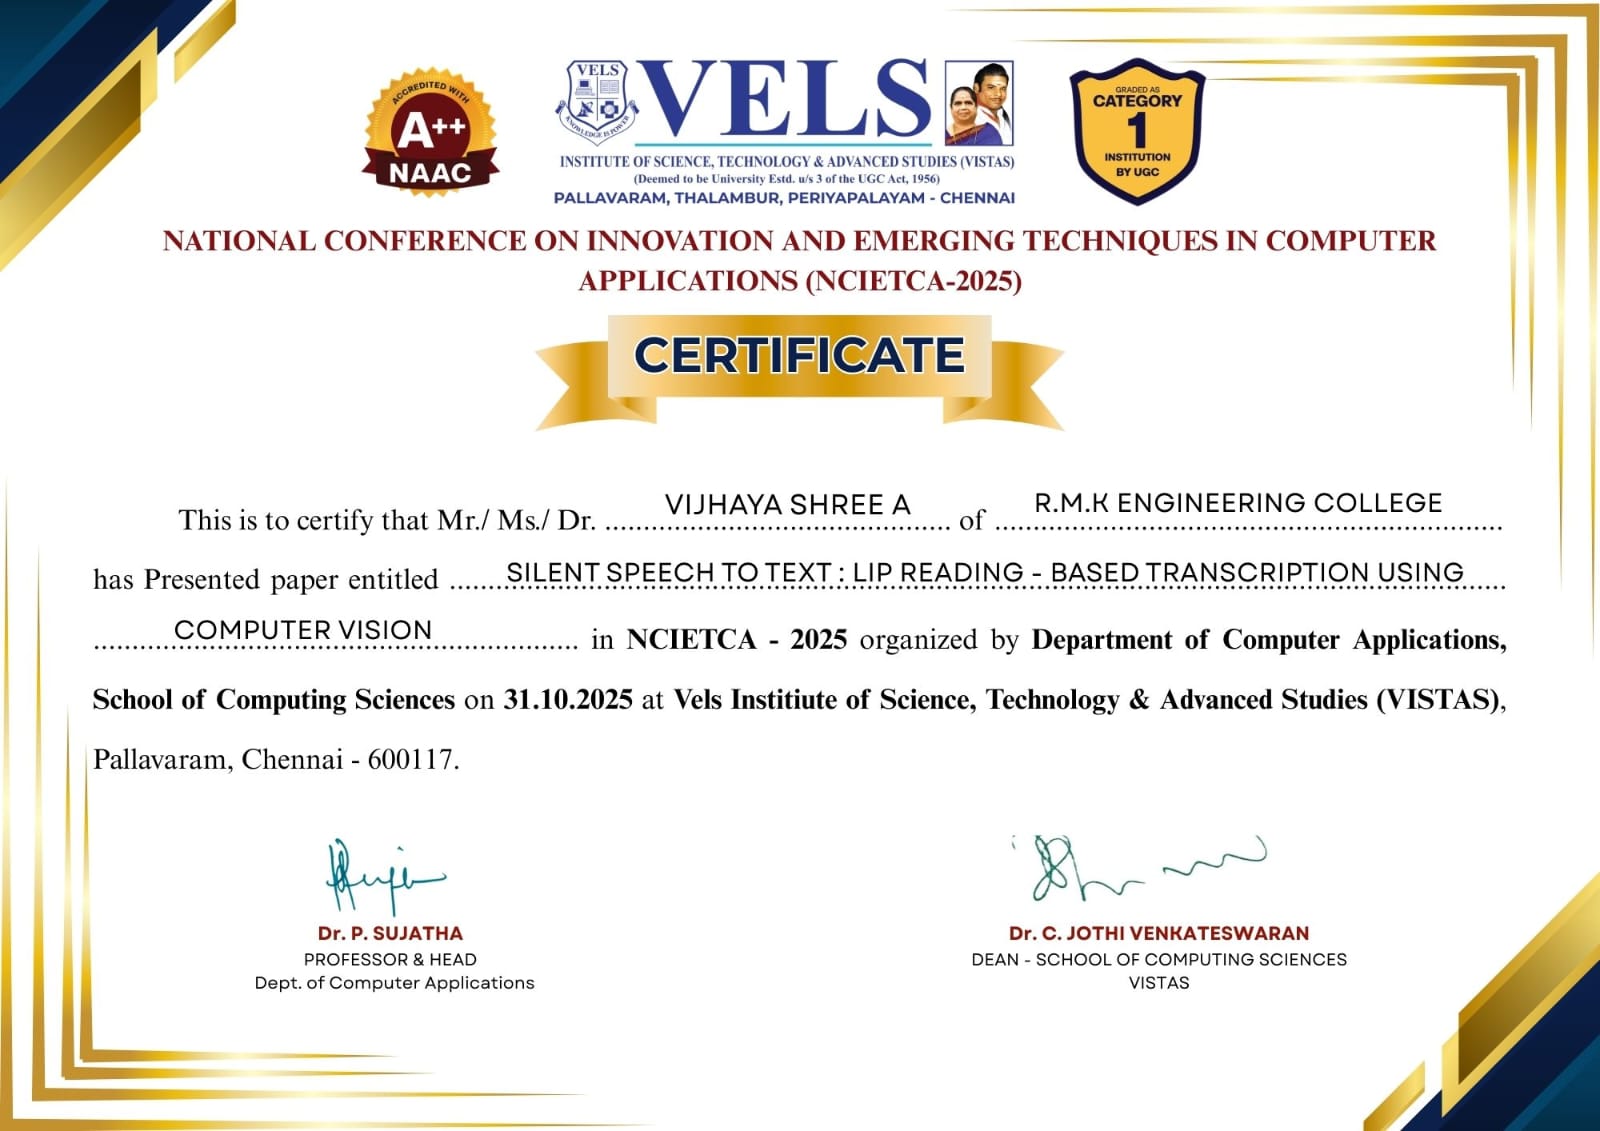 ACCREDITED WITH
A++
NAAC
VELS
KNOWLEDGE IS POWER
VELS
INSTITUTE OF SCIENCE, TECHNOLOGY & ADVANCED STUDIES (VISTAS)
(Deemed to be University Estd. u/s 3 of the UGC Act, 1956)
PALLAVARAM, THALAMBUR, PERIYAPALAYAM - CHENNAI
GRADED AS
CATEGORY
1
INSTITUTION
BY UGC
NATIONAL CONFERENCE ON INNOVATION AND EMERGING TECHNIQUES IN COMPUTER
APPLICATIONS (NCIETCA-2025)
CERTIFICATE
This is to certify that Mr./ Ms./ Dr. VIJHAYA SHREE A of R.M.K ENGINEERING COLLEGE
has Presented paper entitled SILENT SPEECH TO TEXT : LIP READING - BASED TRANSCRIPTION USING
COMPUTER VISION in NCIETCA - 2025 organized by Department of Computer Applications,
School of Computing Sciences on 31.10.2025 at Vels Institiute of Science, Technology & Advanced Studies (VISTAS),
Pallavaram, Chennai - 600117.
Dr. P. SUJATHA
PROFESSOR & HEAD
Dept. of Computer Applications
Dr. C. JOTHI VENKATESWARAN
DEAN - SCHOOL OF COMPUTING SCIENCES
VISTAS